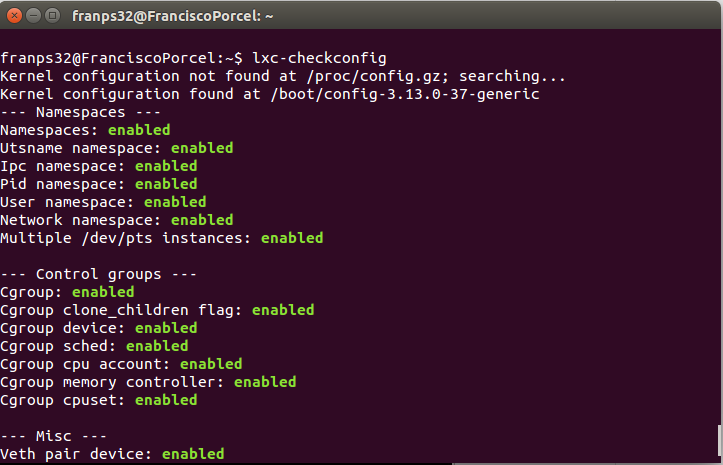 franps32@FranciscoPorcel: ~
franps32@FranciscoPorcel:~$ lxc-checkconfig
Kernel configuration not found at /proc/config.gz; searching...
Kernel configuration found at /boot/config-3.13.0-37-generic
--- Namespaces ---
Namespaces: enabled
Utsname namespace: enabled
Ipc namespace: enabled
Pid namespace: enabled
User namespace: enabled
Network namespace: enabled
Multiple /dev/pts instances: enabled
--- Control groups ---
Cgroup: enabled
Cgroup clone_children flag: enabled
Cgroup device: enabled
Cgroup sched: enabled
Cgroup cpu account: enabled
Cgroup memory controller: enabled
Cgroup cpuset: enabled
--- Misc ---
Veth pair device: enabled